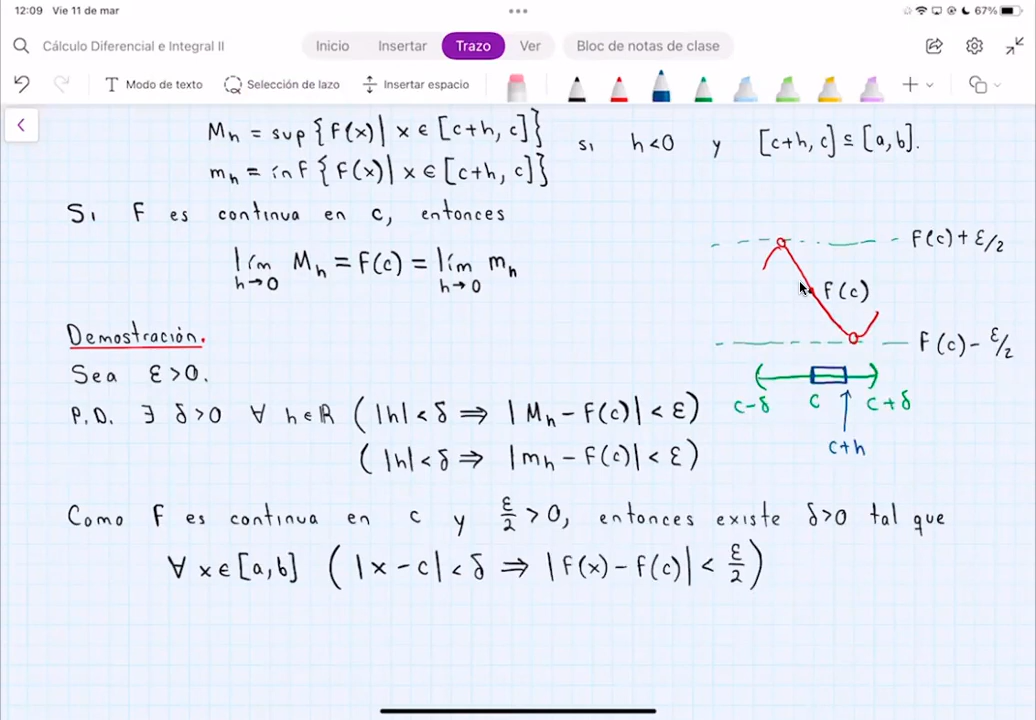 12:09 Vie 11 de mar
67%
Cálculo Diferencial e Integral II
Inicio Insertar Trazo Ver Bloc de notas de clase
Modo de texto Selección de lazo Insertar espacio
M_h = sup {f(x) | x ∈ [c+h, c]}
m_h = inf {f(x) | x ∈ [c+h, c]}
si h<0 y [c+h, c] ⊆ [a,b].
Si f es continua en c, entonces
lím_{h→0} M_h = f(c) = lím_{h→0} m_h
f(c) + ε/2
f(c)
f(c) - ε/2
c-δ c c+δ
c+h
Demostración.
Sea ε>0.
P.D. ∃ δ>0 ∀ h∈ℝ (|h|<δ ⇒ |M_h - f(c)| < ε)
(|h|<δ ⇒ |m_h - f(c)| < ε)
Como f es continua en c y ε/2 >0, entonces existe δ>0 tal que
∀ x∈[a,b] (|x-c|<δ ⇒ |f(x) - f(c)| < ε/2)